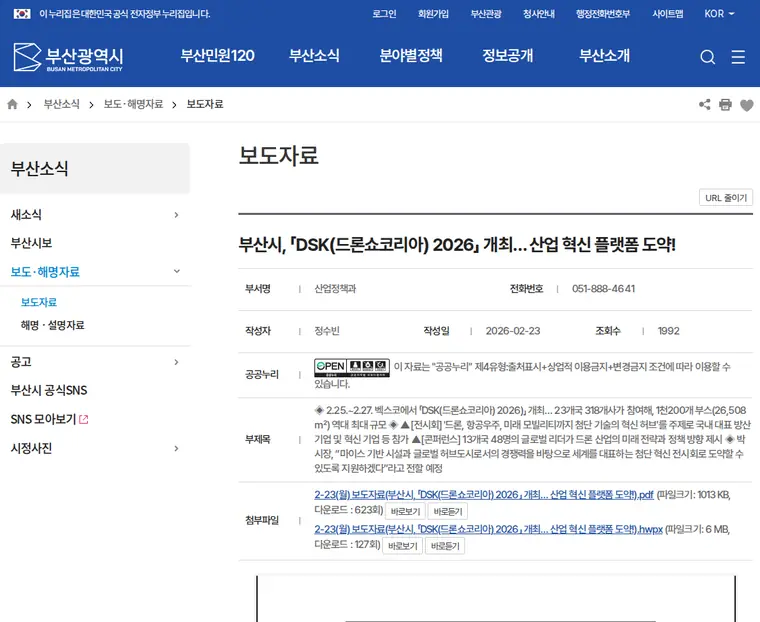 이 누리집은 대한민국 공식 전자정부 누리집입니다.
로그인 회원가입 부산관광 청사안내 행정전화번호부 사이트맵 KOR
부산광역시
BUSAN METROPOLITAN CITY
부산민원120 부산소식 분야별정책 정보공개 부산소개
부산소식 보도·해명자료 보도자료
부산소식
새소식
부산시보
보도·해명자료
보도자료
해명·설명자료
공고
부산시 공식SNS
SNS 모아보기
시정사진
보도자료
URL 줄이기
부산시, 「DSK(드론쇼코리아) 2026」 개최… 산업 혁신 플랫폼 도약!
부서명 산업정책과 전화번호 051-888-4641
작성자 정수빈 작성일 2026-02-23 조회수 1992
공공누리 OPEN 이 자료는 "공공누리" 제4유형:출처표시+상업적 이용금지+변경금지 조건에 따라 이용할 수
있습니다.
부제목
◈ 2.25.~2.27. 벡스코에서 「DSK(드론쇼코리아) 2026」 개최… 23개국 318개사가 참여해, 1천200개 부스(26,508
㎡) 역대 최대 규모 ◈ ▲[전시회] '드론, 항공우주, 미래 모빌리티까지 첨단 기술의 혁신 허브'를 주제로 국내 대표 방산
기업 및 혁신 기업 등 참가 ▲[콘퍼런스] 13개국 48명의 글로벌 리더가 드론 산업의 미래 전략과 정책 방향 제시 ◈ 박
시장, "마이스 기반 시설과 글로벌 허브도시로서의 경쟁력을 바탕으로 세계를 대표하는 첨단 혁신 전시회로 도약할 수
있도록 지원하겠다"라고 전할 예정
첨부파일
2-23(월) 보도자료(부산시, 「DSK(드론쇼코리아) 2026」 개최… 산업 혁신 플랫폼 도약!).pdf (파일크기: 1013 KB,
다운로드 : 623회) 바로보기 바로듣기
2-23(월) 보도자료(부산시, 「DSK(드론쇼코리아) 2026」 개최… 산업 혁신 플랫폼 도약!).hwpx (파일크기: 6 MB,
다운로드 : 127회) 바로보기 바로듣기